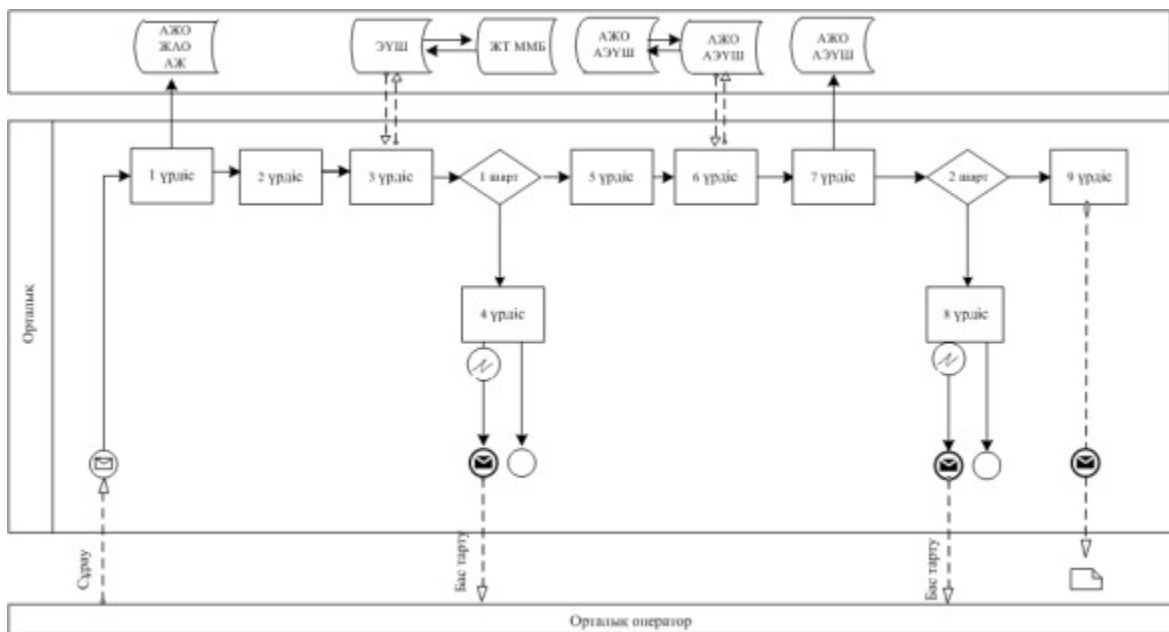 АЖО
ЖЛО
АЖ
ЭҮШ
ЖТ ММБ
АЖО
АЭҮШ
АЖО
АЭҮШ
АЖО
АЭҮШ
1 үрдіс
2 үрдіс
3 үрдіс
1 шарт
5 үрдіс
6 үрдіс
7 үрдіс
2 шарт
9 үрдіс
4 үрдіс
8 үрдіс
Орталық
Сұрау
Бас тарту
Бас тарту
Орталық оператор